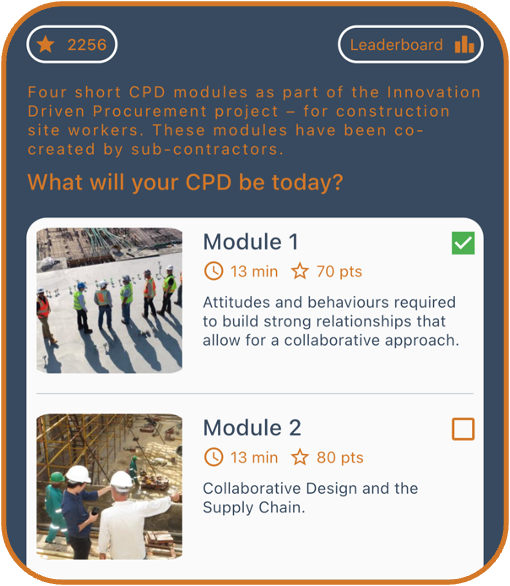 2256
Leaderboard
Four short CPD modules as part of the Innovation
Driven Procurement project – for construction
site workers. These modules have been co-
created by sub-contractors.
What will your CPD be today?
Module 1
13 min 70 pts
Attitudes and behaviours required
to build strong relationships that
allow for a collaborative approach.
Module 2
13 min 80 pts
Collaborative Design and the
Supply Chain.